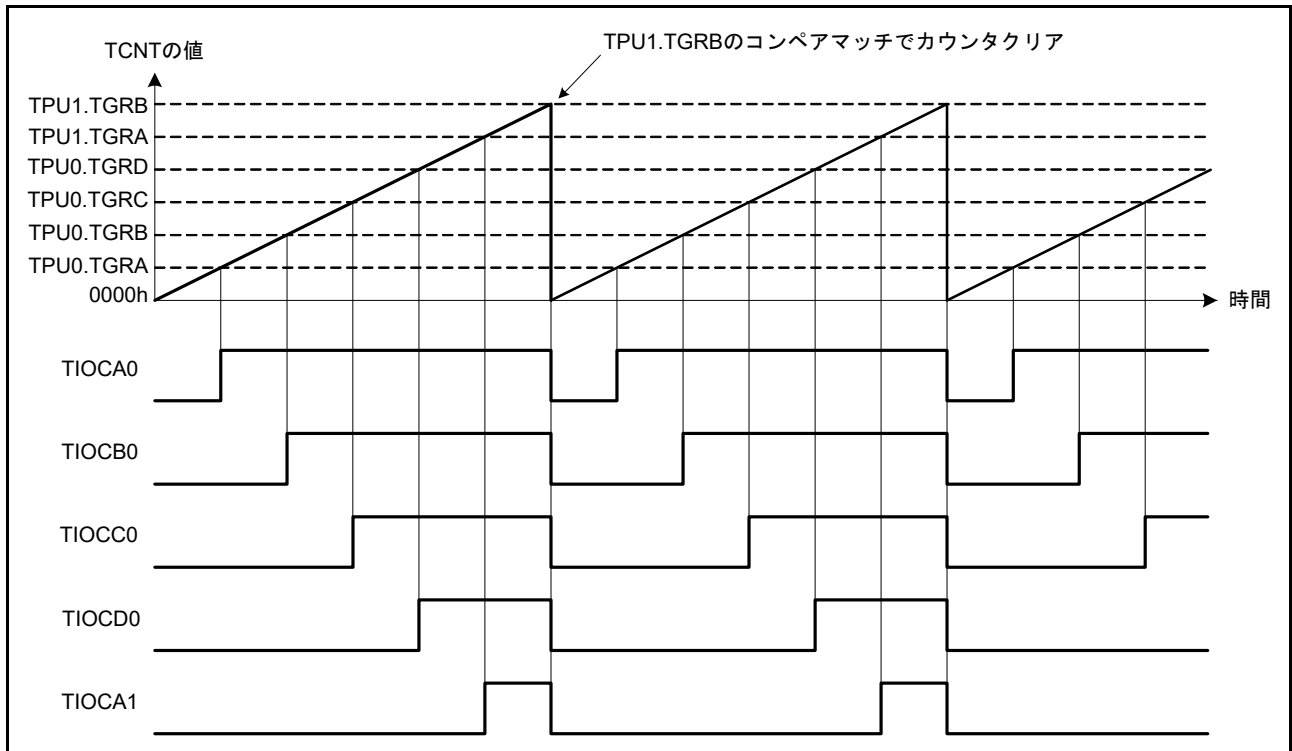 TCNTの値
TPU1.TGRBのコンペアマッチでカウンタクリア
TPU1.TGRB
TPU1.TGRA
TPU0.TGRD
TPU0.TGRC
TPU0.TGRB
TPU0.TGRA
0000h
時間
TIOCA0
TIOCB0
TIOCC0
TIOCD0
TIOCA1